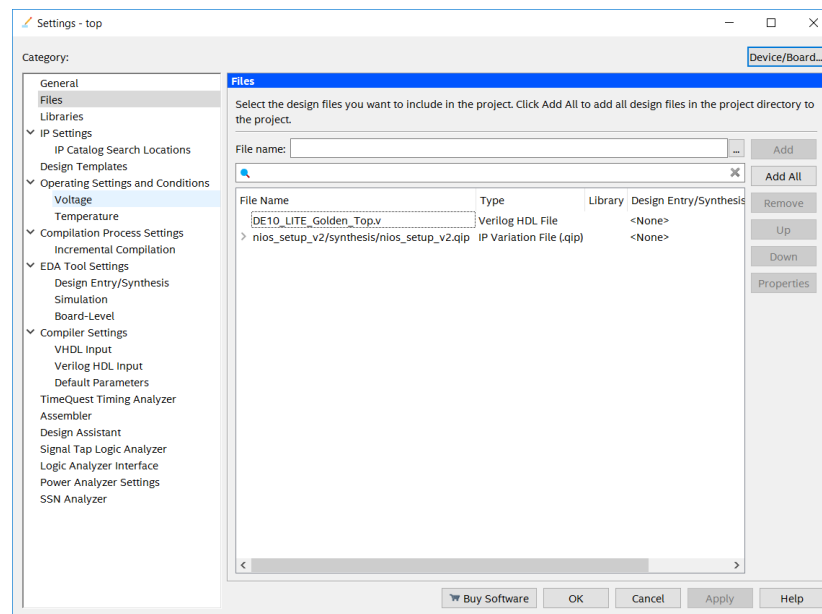 Settings - top
Category:
Device/Board...
General
Files
Libraries
IP Settings
IP Catalog Search Locations
Design Templates
Operating Settings and Conditions
Voltage
Temperature
Compilation Process Settings
Incremental Compilation
EDA Tool Settings
Design Entry/Synthesis
Simulation
Board-Level
Compiler Settings
VHDL Input
Verilog HDL Input
Default Parameters
TimeQuest Timing Analyzer
Assembler
Design Assistant
Signal Tap Logic Analyzer
Logic Analyzer Interface
Power Analyzer Settings
SSN Analyzer
Files
Select the design files you want to include in the project. Click Add All to add all design files in the project directory to
the project.
File name: ... Add
Add All
File Name Type Library Design Entry/Synthesis
Remove
DE10_LITE_Golden_Top.v Verilog HDL File <None>
Up
nios_setup_v2/synthesis/nios_setup_v2.qip IP Variation File (.qip) <None>
Down
Properties
Buy Software OK Cancel Apply Help